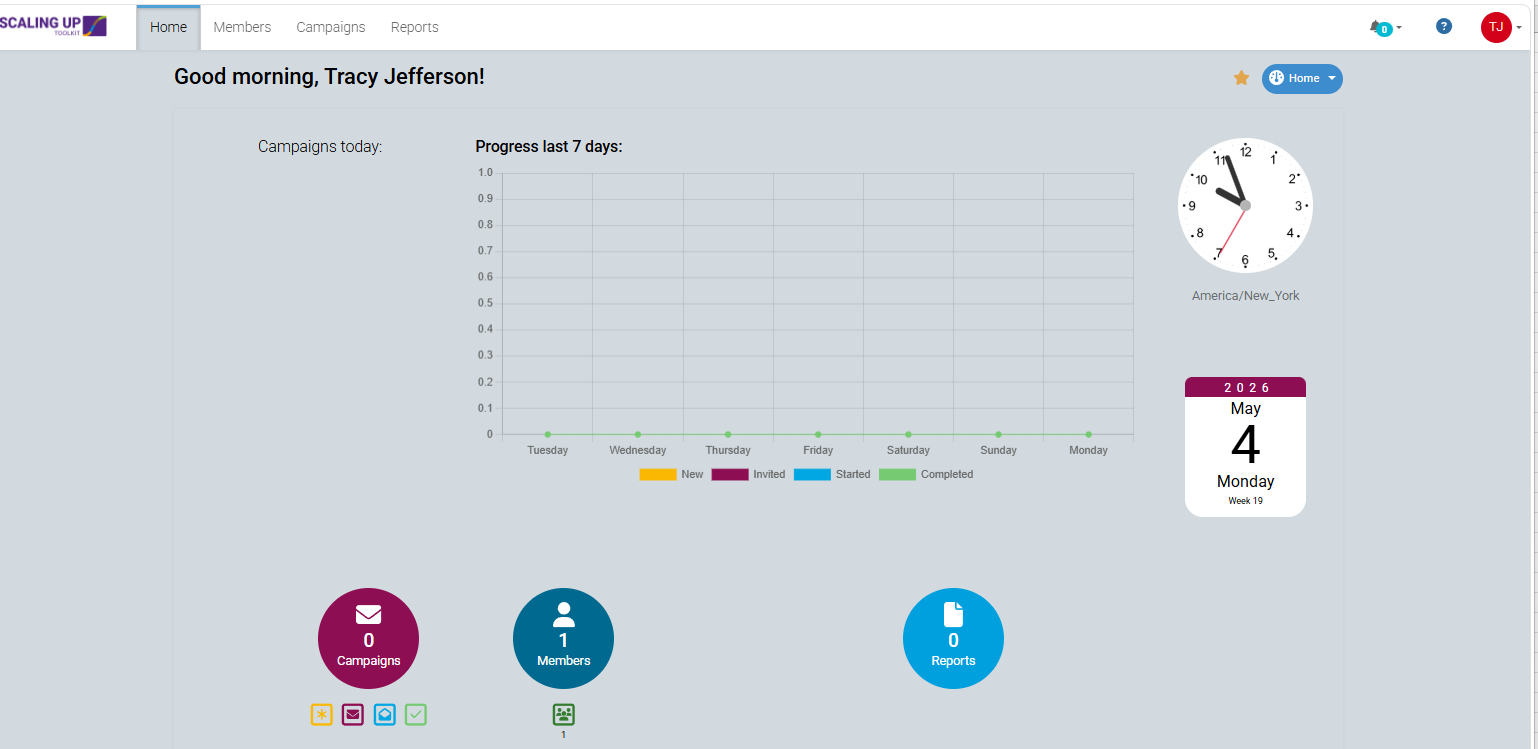 SCALING UP
TOOLKIT
Home Members Campaigns Reports
0
?
TJ
Good morning, Tracy Jefferson!
Home
Campaigns today:
Progress last 7 days:
1.0
0.9
0.8
0.7
0.6
0.5
0.4
0.3
0.2
0.1
0
Tuesday Wednesday Thursday Friday Saturday Sunday Monday
New Invited Started Completed
12
1
2
3
4
5
6
7
8
9
10
11
America/New_York
2026
May
4
Monday
Week 19
0
Campaigns
1
Members
0
Reports
1